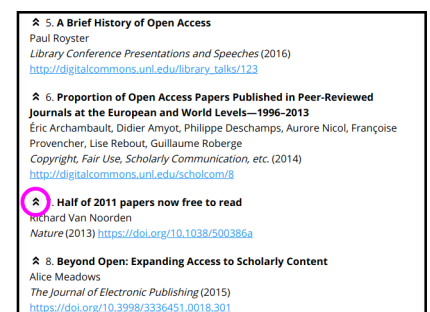 5. A Brief History of Open Access
Paul Royster
Library Conference Presentations and Speeches (2016)
http://digitalcommons.unl.edu/library_talks/123
6. Proportion of Open Access Papers Published in Peer-Reviewed
Journals at the European and World Levels—1996–2013
Éric Archambault, Didier Amyot, Philippe Deschamps, Aurore Nicol, Françoise
Provencher, Lise Rebout, Guillaume Roberge
Copyright, Fair Use, Scholarly Communication, etc. (2014)
http://digitalcommons.unl.edu/scholcom/8
. Half of 2011 papers now free to read
Richard Van Noorden
Nature (2013) https://doi.org/10.1038/500386a
8. Beyond Open: Expanding Access to Scholarly Content
Alice Meadows
The Journal of Electronic Publishing (2015)
https://doi.org/10.3998/3336451.0018.301